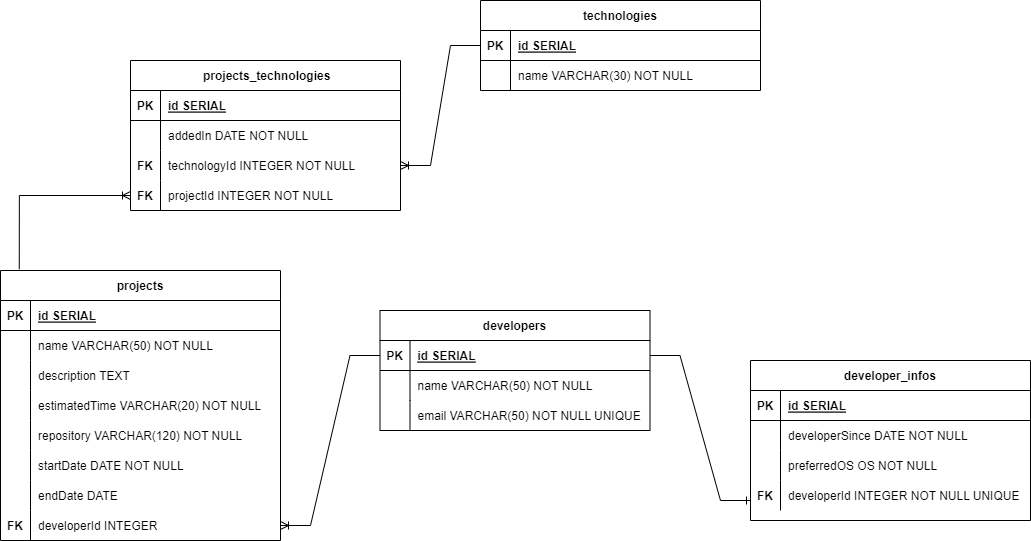 technologies
PK id SERIAL
name VARCHAR(30) NOT NULL
projects_technologies
PK id SERIAL
addedIn DATE NOT NULL
FK technologyId INTEGER NOT NULL
FK projectId INTEGER NOT NULL
projects
PK id SERIAL
name VARCHAR(50) NOT NULL
description TEXT
estimatedTime VARCHAR(20) NOT NULL
repository VARCHAR(120) NOT NULL
startDate DATE NOT NULL
endDate DATE
FK developerId INTEGER
developers
PK id SERIAL
name VARCHAR(50) NOT NULL
email VARCHAR(50) NOT NULL UNIQUE
developer_infos
PK id SERIAL
developerSince DATE NOT NULL
preferredOS OS NOT NULL
FK developerId INTEGER NOT NULL UNIQUE